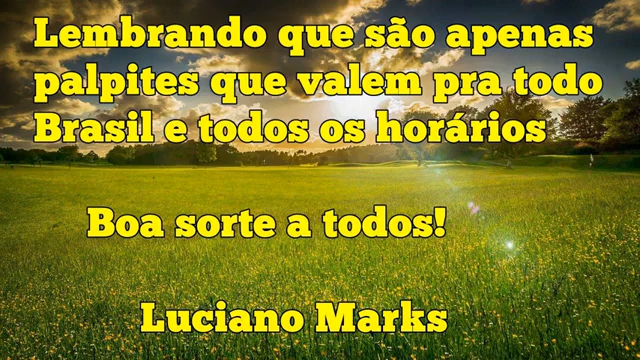 Lembrando que são apenas
palpites que valem pra todo
Brasil e todos os horários
Boa sorte a todos!
Luciano Marks